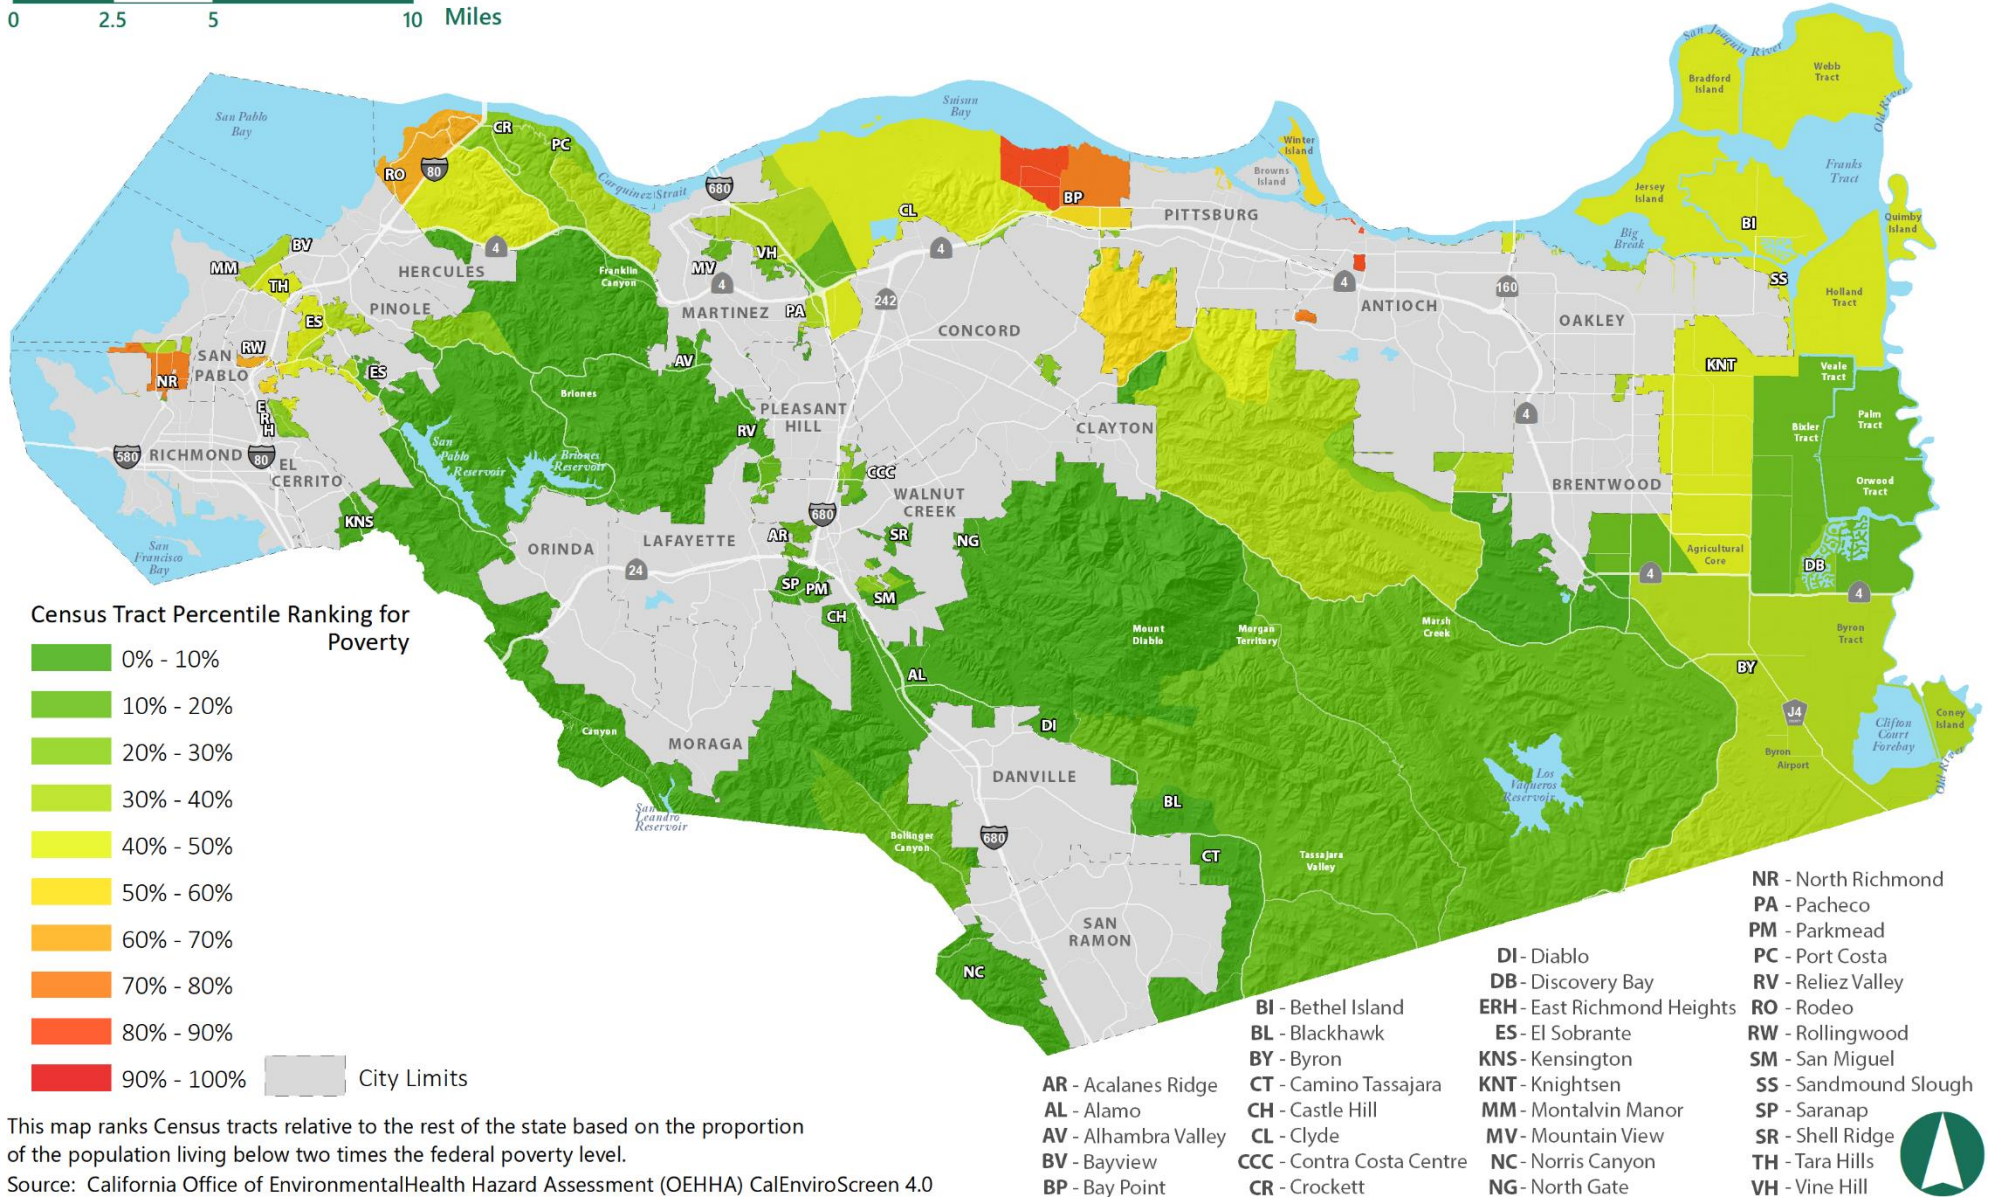 0 2.5 5 10 Miles
San Joaquin River
Webb
Tract
Bradford
Island
Old River
San Pablo
Bay
Suisun
Bay
CR
PC
RO
80
Carquinez Strait
680
Winter
Island
Browns
Island
Franks
Tract
Jersey
Island
BP
CL
PITTSBURG
BI
Quimby
Island
Big
Break
BV
MM
TH
HERCULES
4
Franklin
Canyon
VH
MV
4
4
SS
ES
PINOLE
MARTINEZ
PA
242
CONCORD
4
ANTIOCH
160
OAKLEY
Holland
Tract
RW
SAN
PABLO
NR
ES
AV
KNT
Veale
Tract
Briones
E
R
H
PLEASANT
HILL
RV
CLAYTON
4
Palm
Tract
Bixler
Tract
580
RICHMOND
80
EL
CERRITO
San
Pablo
Reservoir
Briones
Reservoir
CCC
WALNUT
CREEK
BRENTWOOD
Orwood
Tract
KNS
680
San
Francisco
Bay
ORINDA
LAFAYETTE
AR
SR
NG
24
Agricultural
Core
4
DB
4
SP
PM
SM
CH
Mount
Diablo
Morgan
Territory
Marsh
Creek
Byron
Tract
BY
AL
DI
J4
Coney
Island
Clifton
Court
Forebay
Old River
Canyon
MORAGA
Byron
Airport
DANVILLE
BL
Los
Vaqueros
Reservoir
San
Leandro
Reservoir
Bollinger
Canyon
680
CT
Tassajara
Valley
SAN
RAMON
NC
Census Tract Percentile Ranking for
Poverty
0% - 10%
10% - 20%
20% - 30%
30% - 40%
40% - 50%
50% - 60%
60% - 70%
70% - 80%
80% - 90%
90% - 100%
City Limits
This map ranks Census tracts relative to the rest of the state based on the proportion
of the population living below two times the federal poverty level.
Source: California Office of EnvironmentalHealth Hazard Assessment (OEHHA) CalEnviroScreen 4.0
AR - Acalanes Ridge
AL - Alamo
AV - Alhambra Valley
BV - Bayview
BP - Bay Point
BI - Bethel Island
BL - Blackhawk
BY - Byron
CT - Camino Tassajara
CH - Castle Hill
CL - Clyde
CCC - Contra Costa Centre
CR - Crockett
DI - Diablo
DB - Discovery Bay
ERH - East Richmond Heights
ES - El Sobrante
KNS - Kensington
KNT - Knightsen
MM - Montalvin Manor
MV - Mountain View
NC - Norris Canyon
NG - North Gate
NR - North Richmond
PA - Pacheco
PM - Parkmead
PC - Port Costa
RV - Reliez Valley
RO - Rodeo
RW - Rollingwood
SM - San Miguel
SS - Sandmound Slough
SP - Saranap
SR - Shell Ridge
TH - Tara Hills
VH - Vine Hill